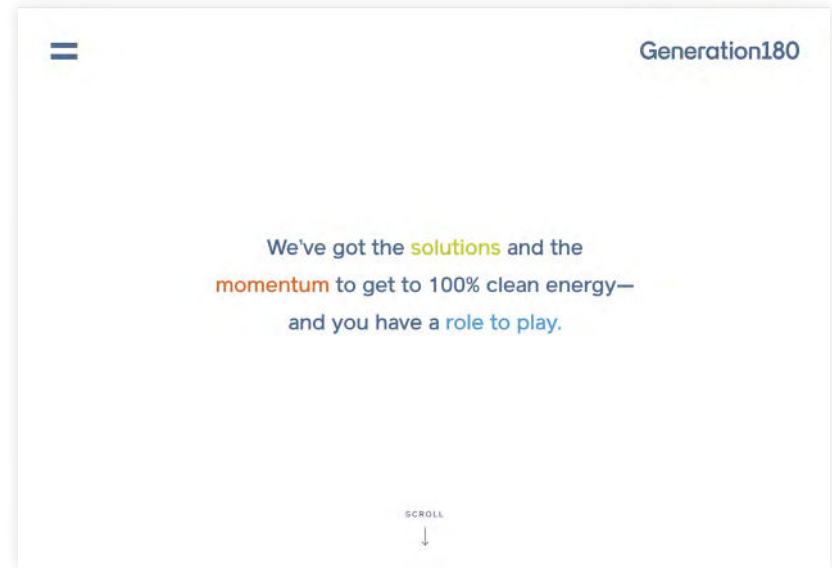 Generation180
We've got the solutions and the
momentum to get to 100% clean energy—
and you have a role to play.
SCROLL